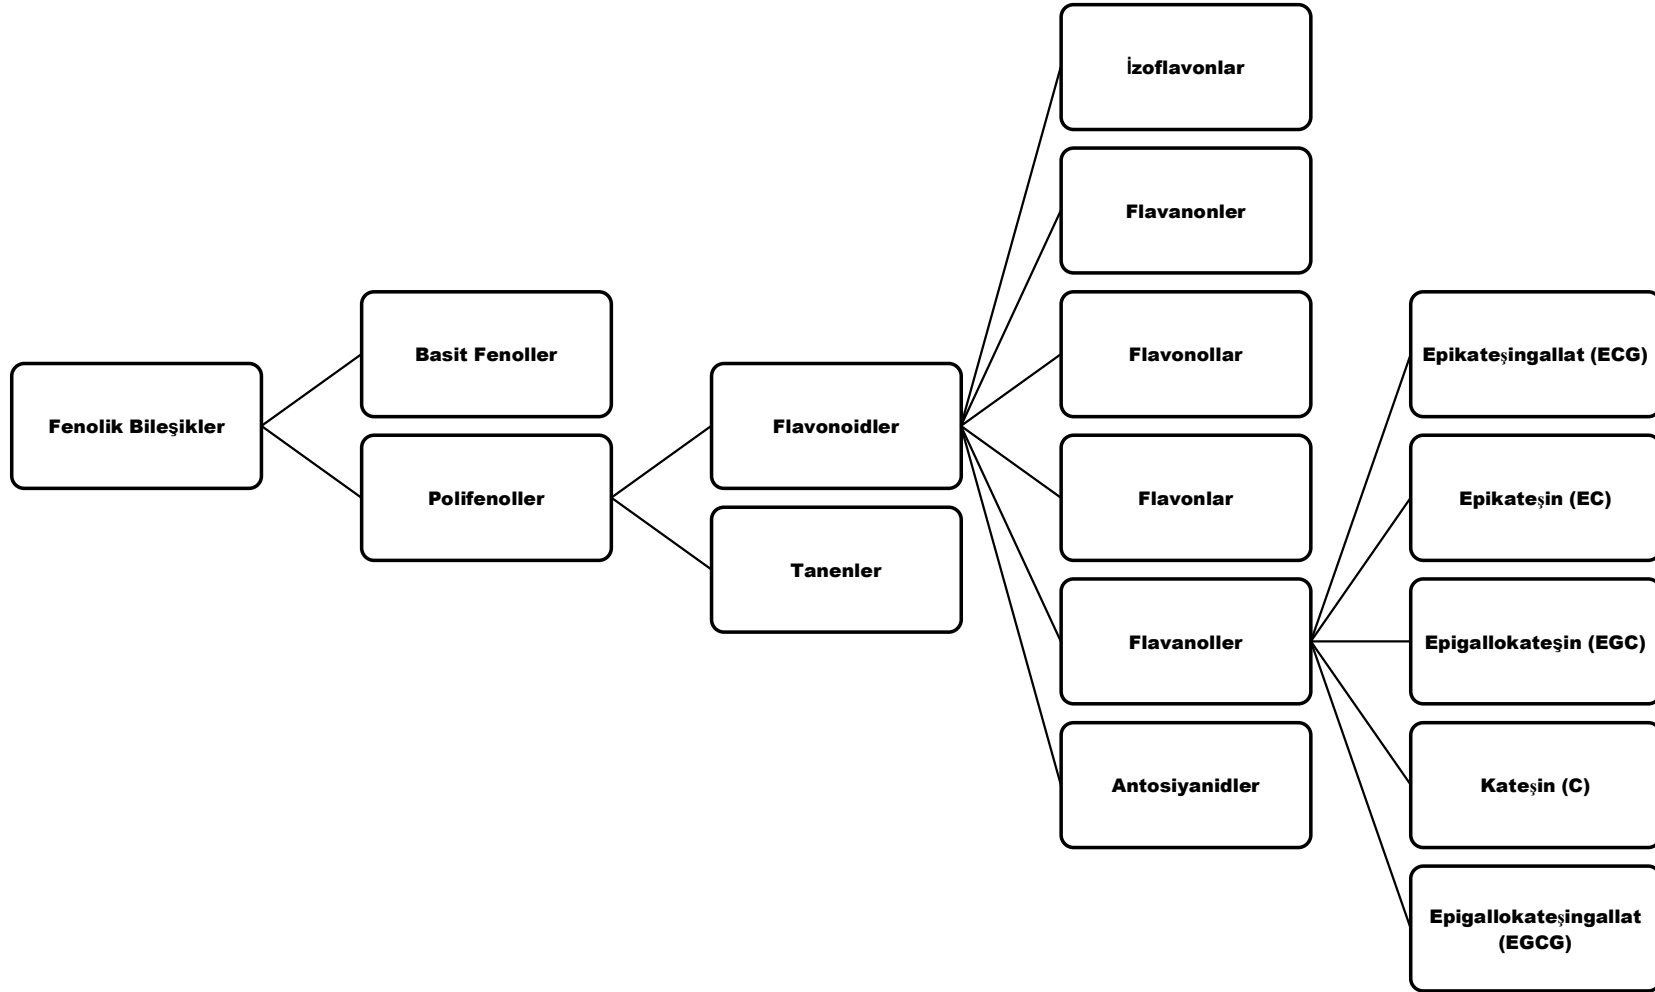 Fenolik Bileşikler
Basit Fenoller
Polifenoller
Flavonoidler
Tanenler
İzoflavonlar
Flavanonler
Flavonollar
Flavonlar
Flavanoller
Antosiyanidler
Epikateşingallat (ECG)
Epikateşin (EC)
Epigallokateşin (EGC)
Kateşin (C)
Epigallokateşingallat
(EGCG)